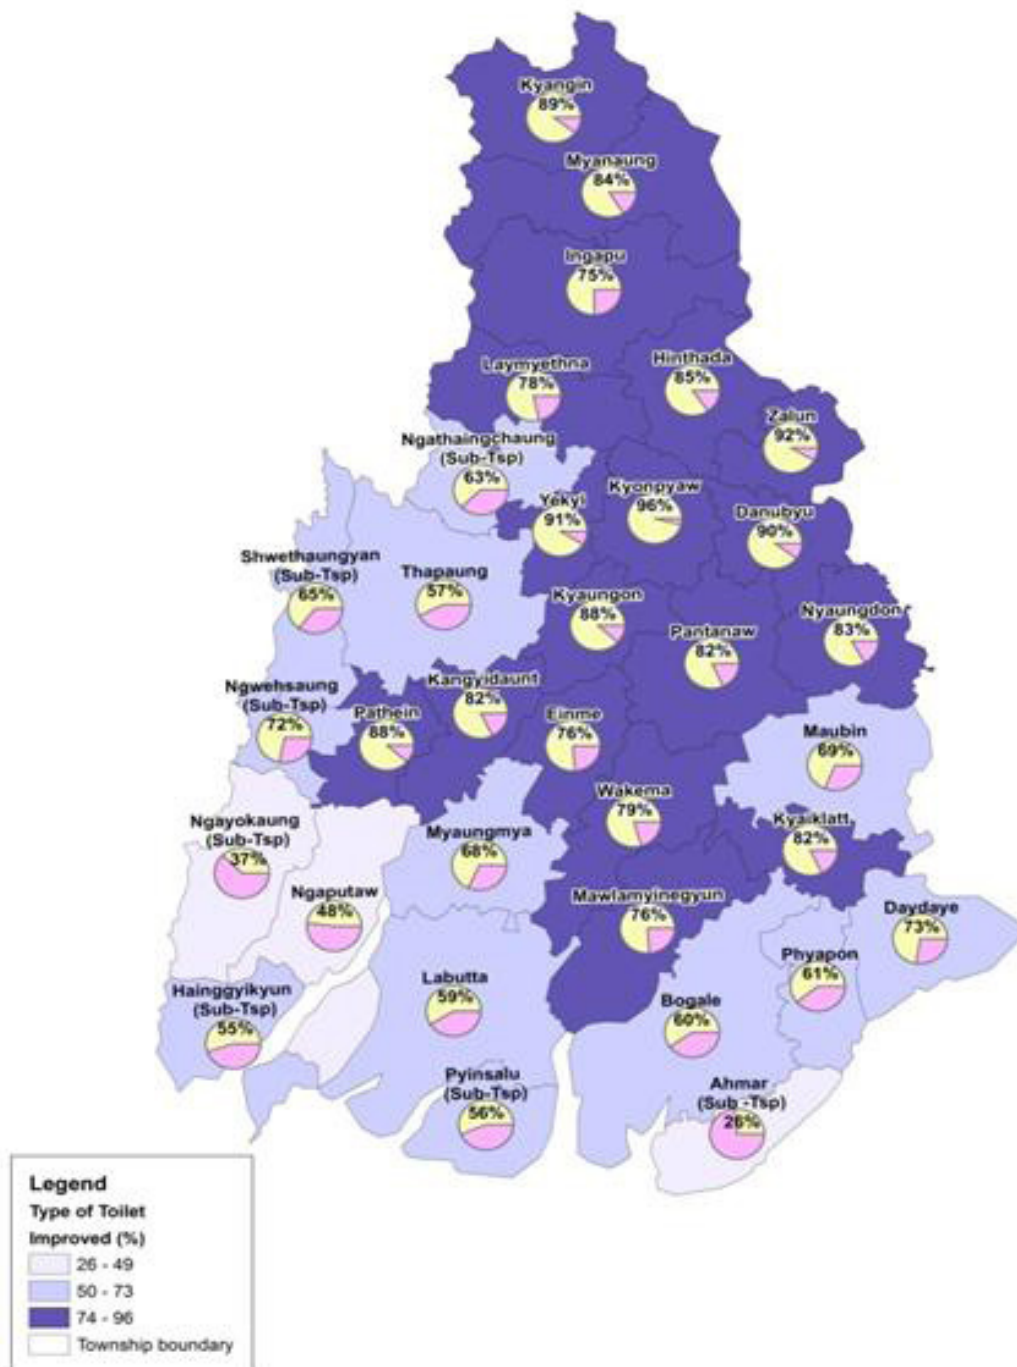 Kyangin
89%
Myanaung
84%
Ingapu
75%
Laymyethna
78%
Hinthada
85%
Zalun
92%
Ngathaingchaung
(Sub-Tsp)
63%
Yekyi
91%
Kyonpyaw
96%
Danubyu
90%
Shwethaungyan
(Sub-Tsp)
65%
Thapaung
57%
Kyaungon
88%
Pantanaw
82%
Nyaungdon
83%
Ngwehsaung
(Sub-Tsp)
72%
Pathein
88%
Kangyidaunt
82%
Einme
76%
Maubin
69%
Wakema
79%
Kyaiklatt
82%
Ngayokaung
(Sub-Tsp)
37%
Myaungmya
68%
Ngaputaw
48%
Mawlamyinegyun
76%
Daydaye
73%
Phyapon
61%
Hainggyikyun
(Sub-Tsp)
55%
Labutta
59%
Bogale
60%
Pyinsalu
(Sub-Tsp)
56%
Ahmar
(Sub -Tsp)
26%
Legend
Type of Toilet
Improved (%)
26 - 49
50 - 73
74 - 96
Township boundary